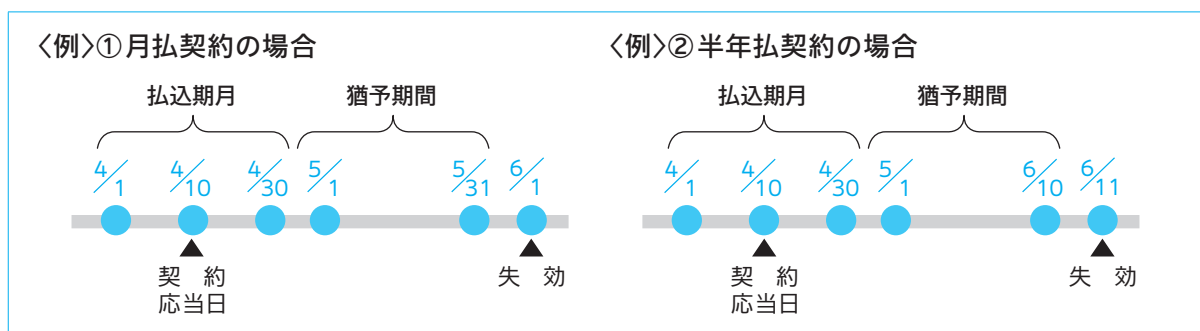 〈例〉①月払契約の場合
払込期月 猶予期間
4/1 4/10 4/30 5/1 5/31 6/1
契 約
応当日
失 効
〈例〉②半年払契約の場合
払込期月 猶予期間
4/1 4/10 4/30 5/1 6/10 6/11
契 約
応当日
失 効